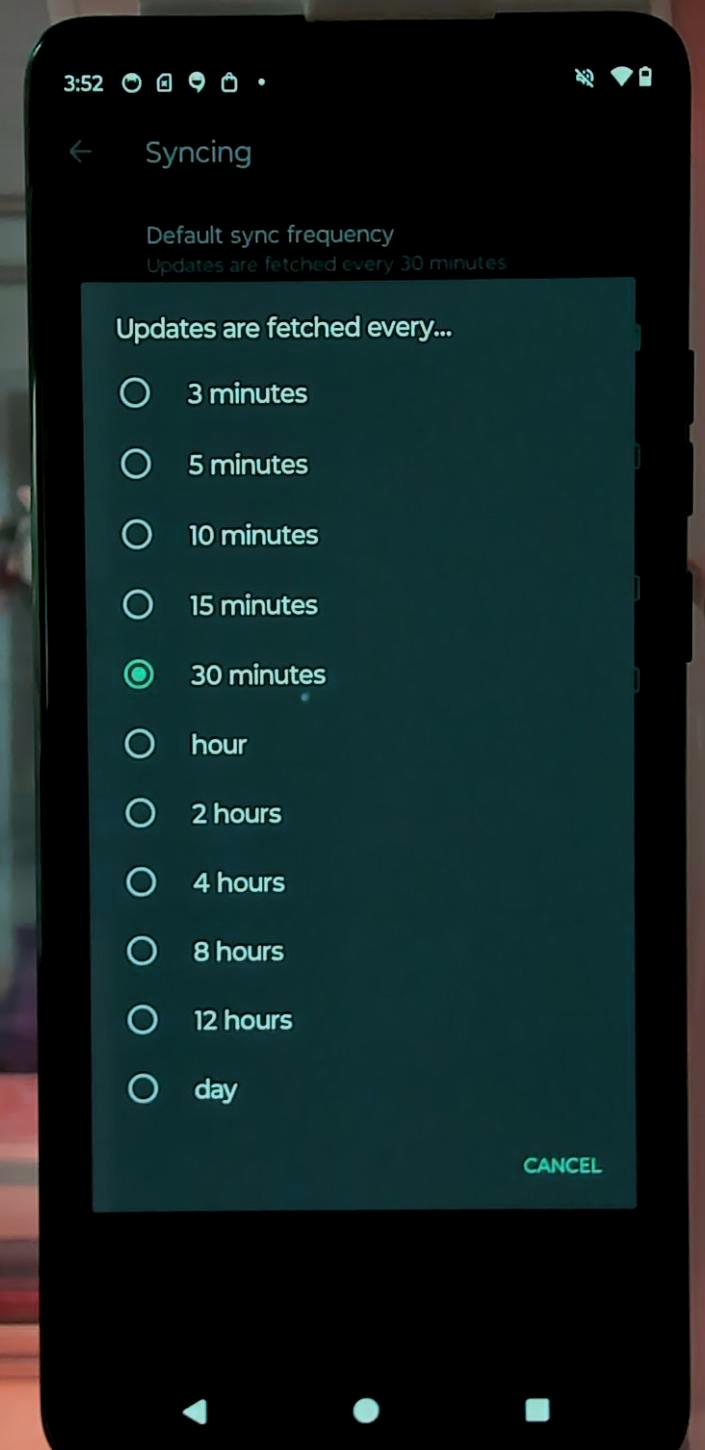 3:52
Syncing
Default sync frequency
Updates are fetched every 30 minutes
Updates are fetched every...
3 minutes
5 minutes
10 minutes
15 minutes
30 minutes
hour
2 hours
4 hours
8 hours
12 hours
day
CANCEL